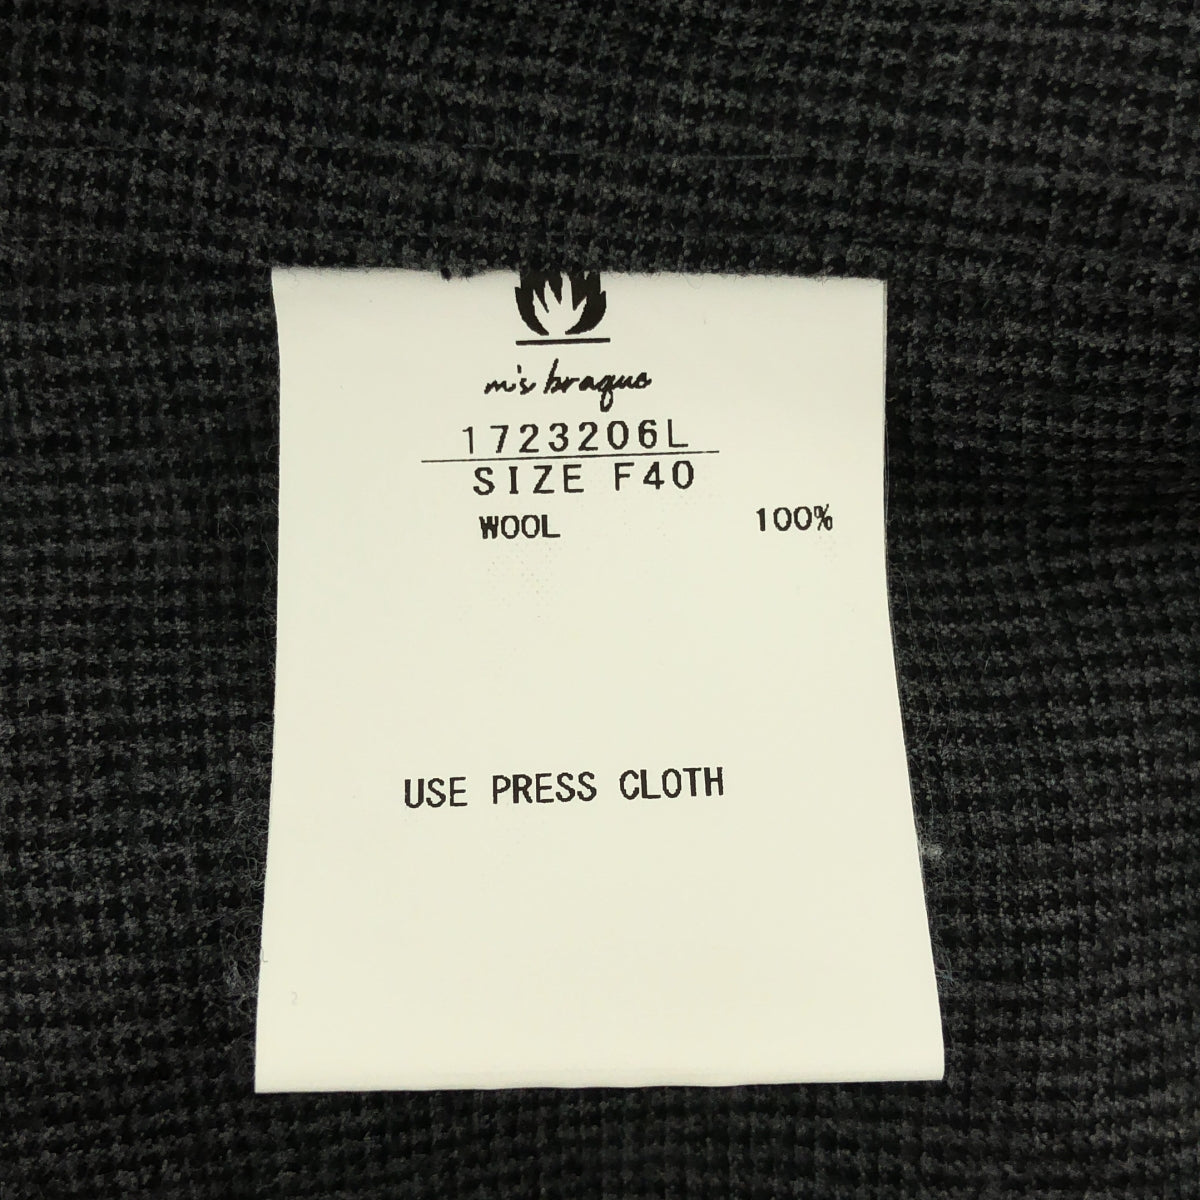 m's braque
1723206L
SIZE F40
WOOL 100%
USE PRESS CLOTH